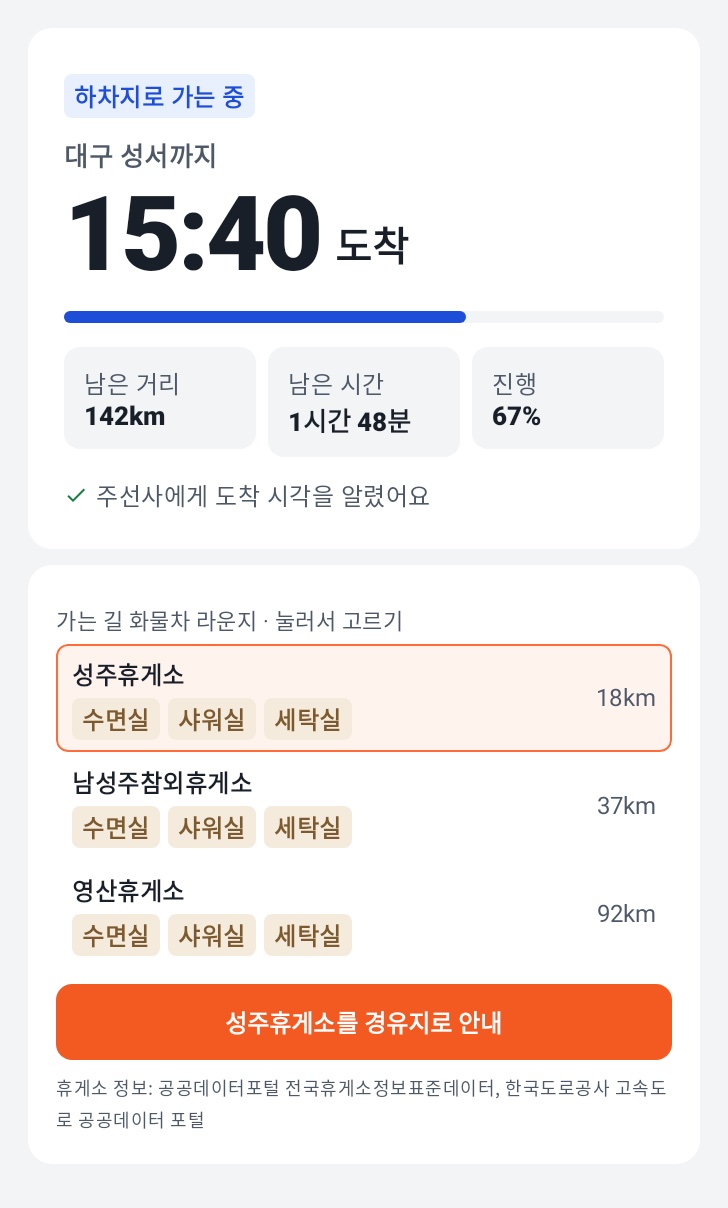 하차지로 가는 중
대구 성서까지
15:40 도착
남은 거리
142km
남은 시간
1시간 48분
진행
67%
주선사에게 도착 시각을 알렸어요
가는 길 화물차 라운지 · 눌러서 고르기
성주휴게소
수면실 샤워실 세탁실
18km
남성주참외휴게소
수면실 샤워실 세탁실
37km
영산휴게소
수면실 샤워실 세탁실
92km
성주휴게소를 경유지로 안내
휴게소 정보: 공공데이터포털 전국휴게소정보표준데이터, 한국도로공사 고속도
로 공공데이터 포털